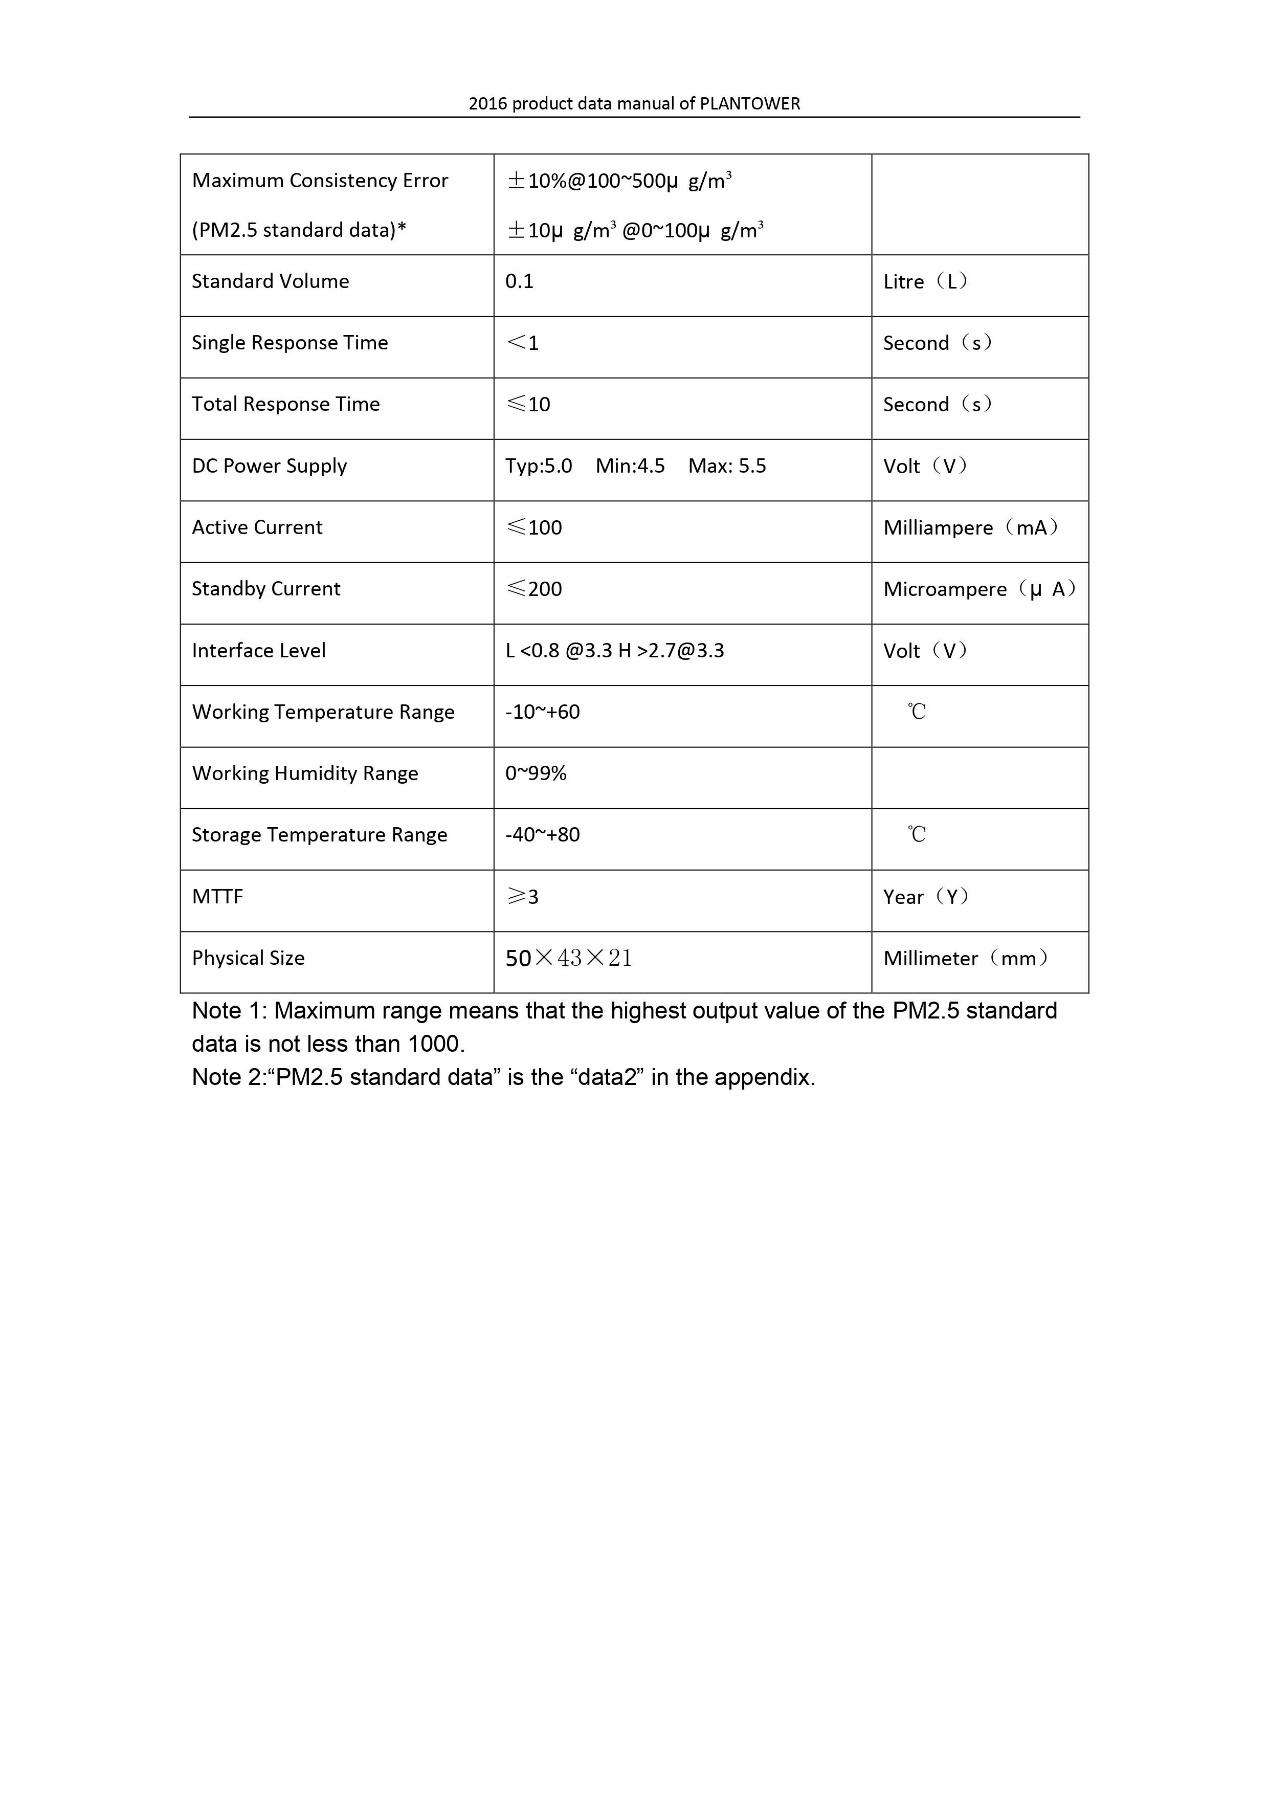 2016 product data manual of PLANTOWER
Maximum Consistency Error ±10%@100~500μ g/m³
(PM2.5 standard data)* ±10μ g/m³ @0~100μ g/m³
Standard Volume 0.1 Litre（L）
Single Response Time ＜1 Second（s）
Total Response Time ≤10 Second（s）
DC Power Supply Typ:5.0 Min:4.5 Max: 5.5 Volt（V）
Active Current ≤100 Milliampere（mA）
Standby Current ≤200 Microampere（μ A）
Interface Level L <0.8 @3.3 H >2.7@3.3 Volt（V）
Working Temperature Range -10~+60 ℃
Working Humidity Range 0~99%
Storage Temperature Range -40~+80 ℃
MTTF ≥3 Year（Y）
Physical Size 50×43×21 Millimeter（mm）
Note 1: Maximum range means that the highest output value of the PM2.5 standard
data is not less than 1000.
Note 2:“PM2.5 standard data” is the “data2” in the appendix.